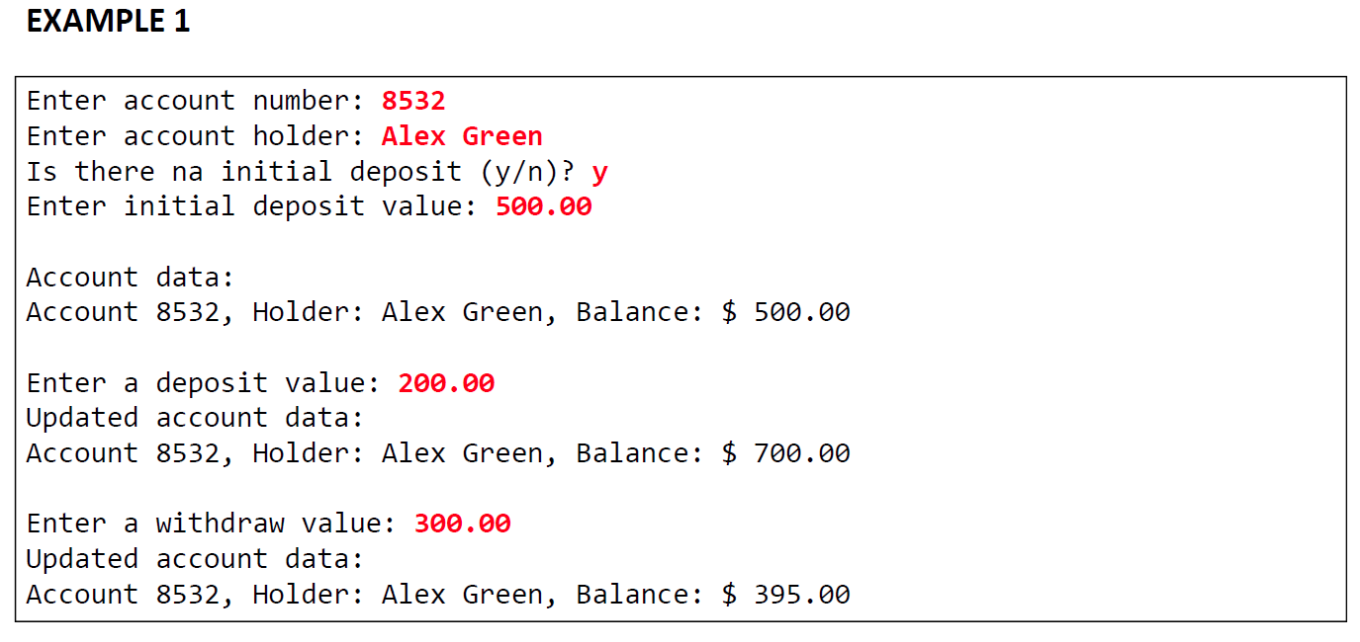 EXAMPLE 1
Enter account number: 8532
Enter account holder: Alex Green
Is there na initial deposit (y/n)? y
Enter initial deposit value: 500.00
Account data:
Account 8532, Holder: Alex Green, Balance: $ 500.00
Enter a deposit value: 200.00
Updated account data:
Account 8532, Holder: Alex Green, Balance: $ 700.00
Enter a withdraw value: 300.00
Updated account data:
Account 8532, Holder: Alex Green, Balance: $ 395.00